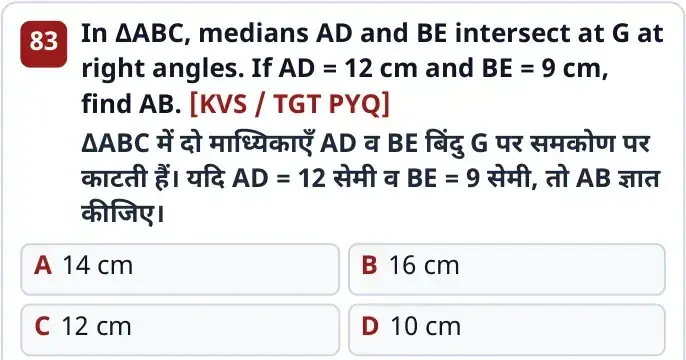 83 In ΔABC, medians AD and BE intersect at G at
right angles. If AD = 12 cm and BE = 9 cm,
find AB. [KVS / TGT PYQ]
ΔABC में दो माध्यिकाएँ AD व BE बिंदु G पर समकोण पर
काटती हैं। यदि AD = 12 सेमी व BE = 9 सेमी, तो AB ज्ञात
कीजिए।
A 14 cm
B 16 cm
C 12 cm
D 10 cm